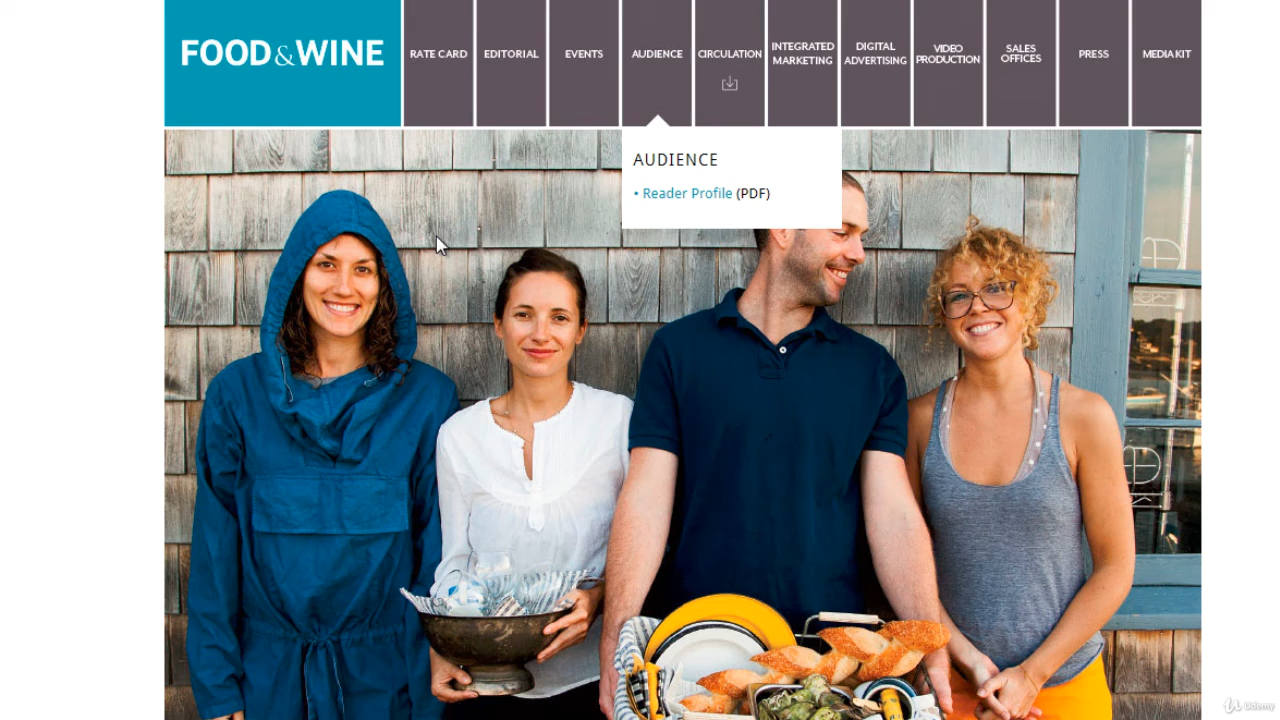 FOOD & WINE
RATE CARD
EDITORIAL
EVENTS
AUDIENCE
CIRCULATION
INTEGRATED
MARKETING
DIGITAL
ADVERTISING
VIDEO
PRODUCTION
SALES
OFFICES
PRESS
MEDIA KIT
AUDIENCE
• Reader Profile (PDF)
Udemy